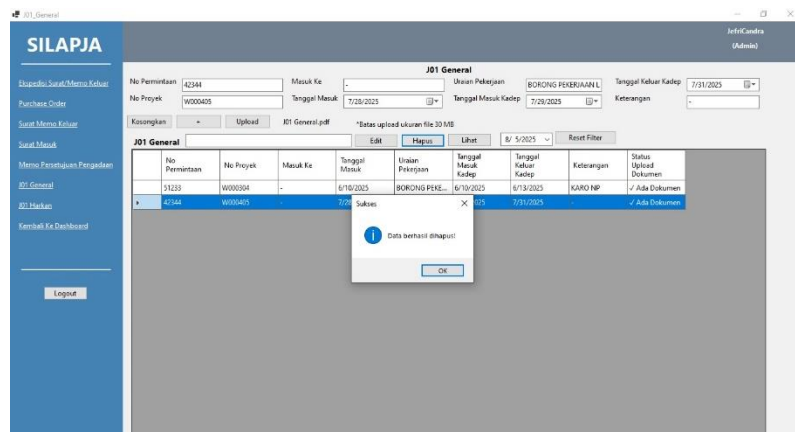 J01_General
SILAPJA
JefriCandra
(Admin)
Ekspedisi Surat/Memo Keluar
Purchase Order
Surat Memo Keluar
Surat Masuk
Memo Persetujuan Pengadaan
J01 General
J01 Harkan
Kembali Ke Dashboard
Logout
J01 General
No Permintaan 42344 Masuk Ke - Uraian Pekerjaan BORONG PEKERJAAN L Tanggal Keluar Kadep 7/31/2025
No Proyek W000405 Tanggal Masuk 7/28/2025 Tanggal Masuk Kadep 7/29/2025 Keterangan -
Kosongkan + Upload J01 General.pdf *Batas upload ukuran file 30 MB
J01 General Edit Hapus Lihat 8/ 5/2025 Reset Filter
No Permintaan No Proyek Masuk Ke Tanggal Masuk Uraian Pekerjaan Tanggal Masuk Kadep Tanggal Keluar Kadep Keterangan Status Upload Dokumen
51233 W000304 - 6/10/2025 BORONG PEKE... 6/10/2025 6/13/2025 KARO NP ✓ Ada Dokumen
42344 W000405 - 7/28 025 7/31/2025 - ✓ Ada Dokumen
Sukses
Data berhasil dihapus!
OK